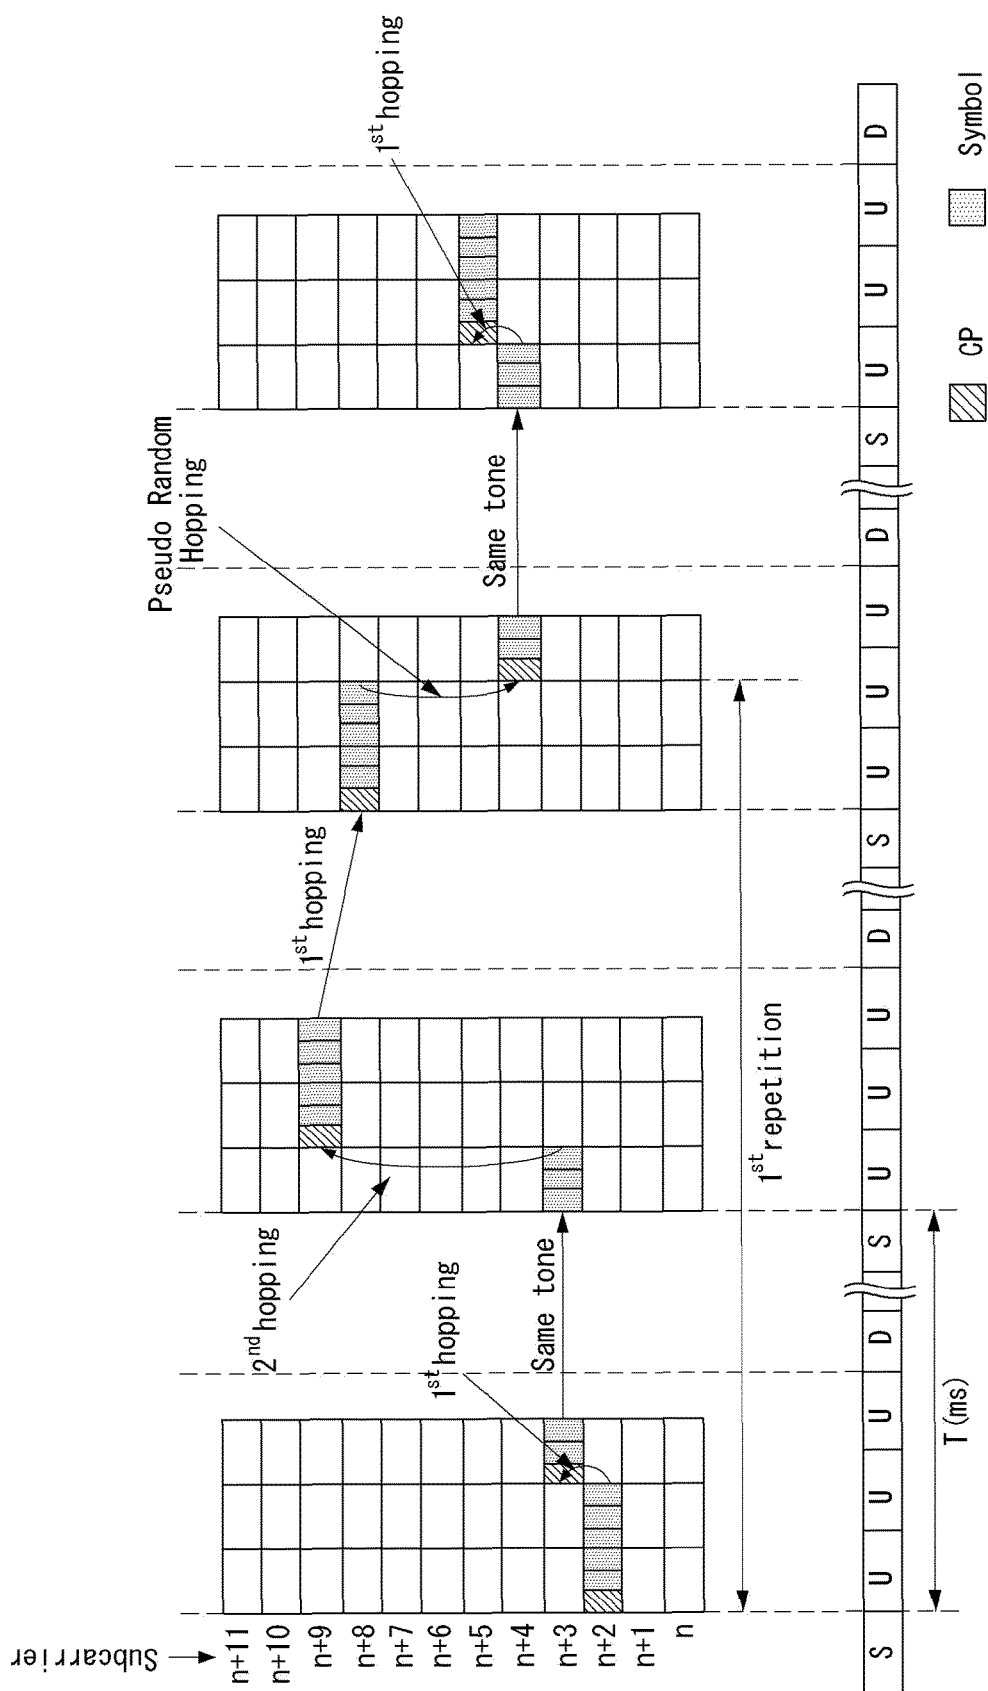 Subcarrier
n+11
n+10
n+9
n+8
n+7
n+6
n+5
n+4
n+3
n+2
n+1
n
1st hopping
Same tone
2nd hopping
1st hopping
Pseudo Random
Hopping
Same tone
1st hopping
1st repetition
S U U U D S U U U D S U U U D S U U U D
T(ms)
CP
Symbol